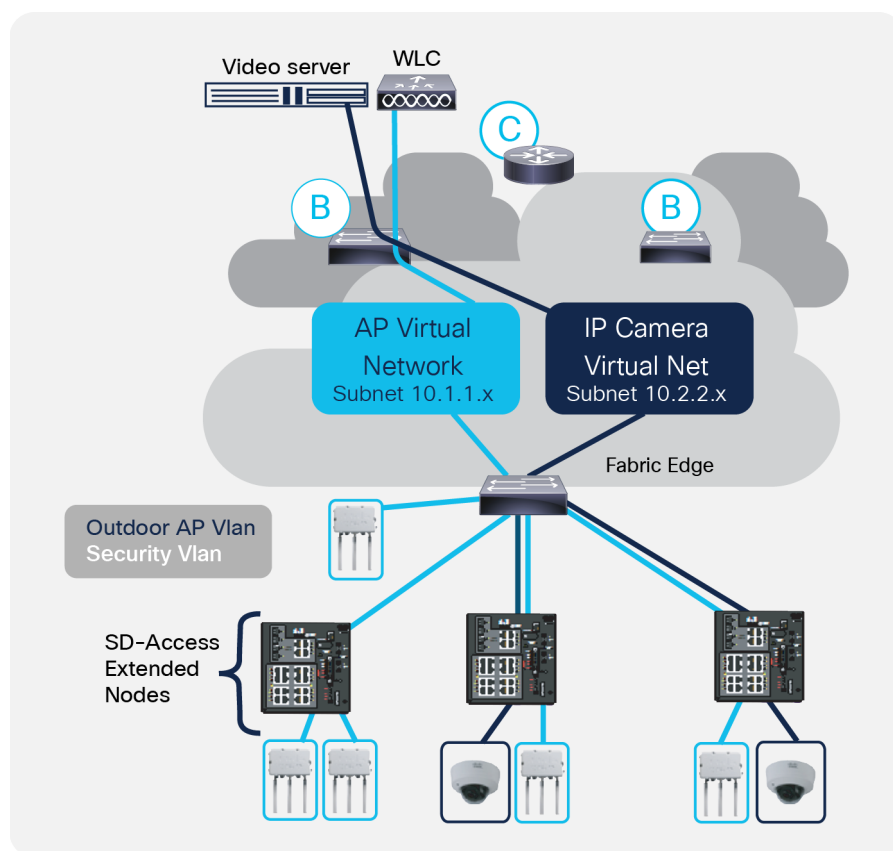 Video server
WLC
C
B
B
AP Virtual
Network
Subnet 10.1.1.x
IP Camera
Virtual Net
Subnet 10.2.2.x
Fabric Edge
Outdoor AP Vlan
Security Vlan
SD-Access
Extended
Nodes